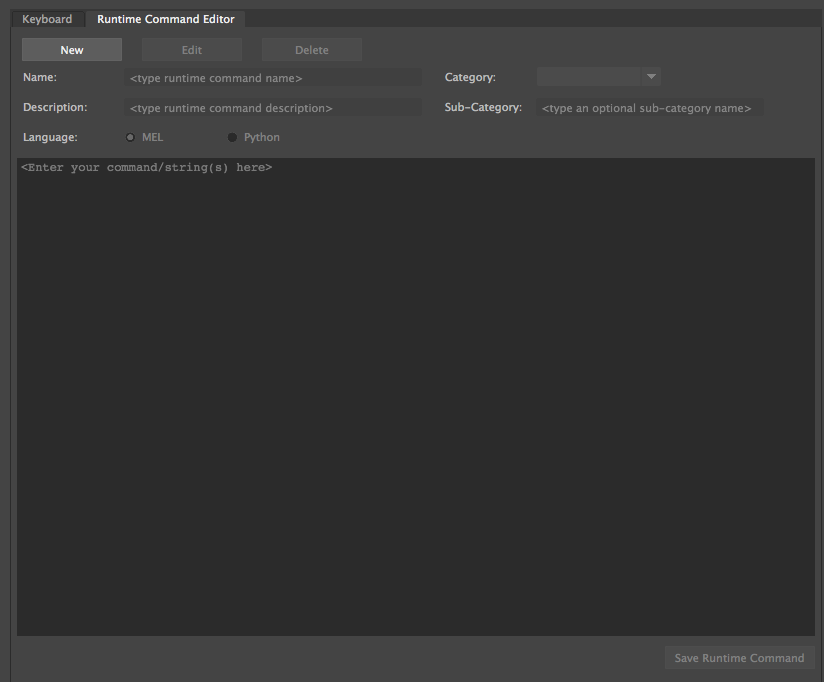 Keyboard Runtime Command Editor
New Edit Delete
Name: <type runtime command name> Category:
Description: <type runtime command description> Sub-Category: <type an optional sub-category name>
Language: MEL Python
<Enter your command/string(s) here>
Save Runtime Command